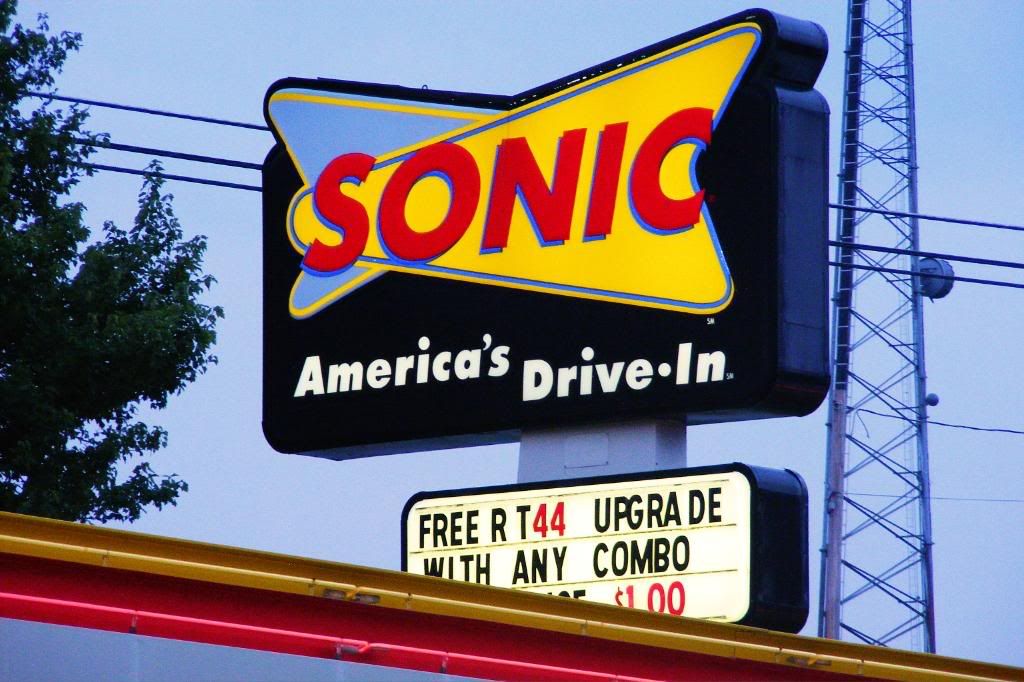 SONIC
America's Drive-In
FREE R T44 UPGRADE
WITH ANY COMBO
$1.00